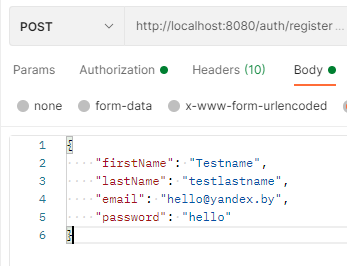 POST http://localhost:8080/auth/register ...
Params Authorization Headers (10) Body
none form-data x-www-form-urlencoded
1 {
2 "firstName": "Testname",
3 "lastName": "testlastname",
4 "email": "hello@yandex.by",
5 "password": "hello"
6 }